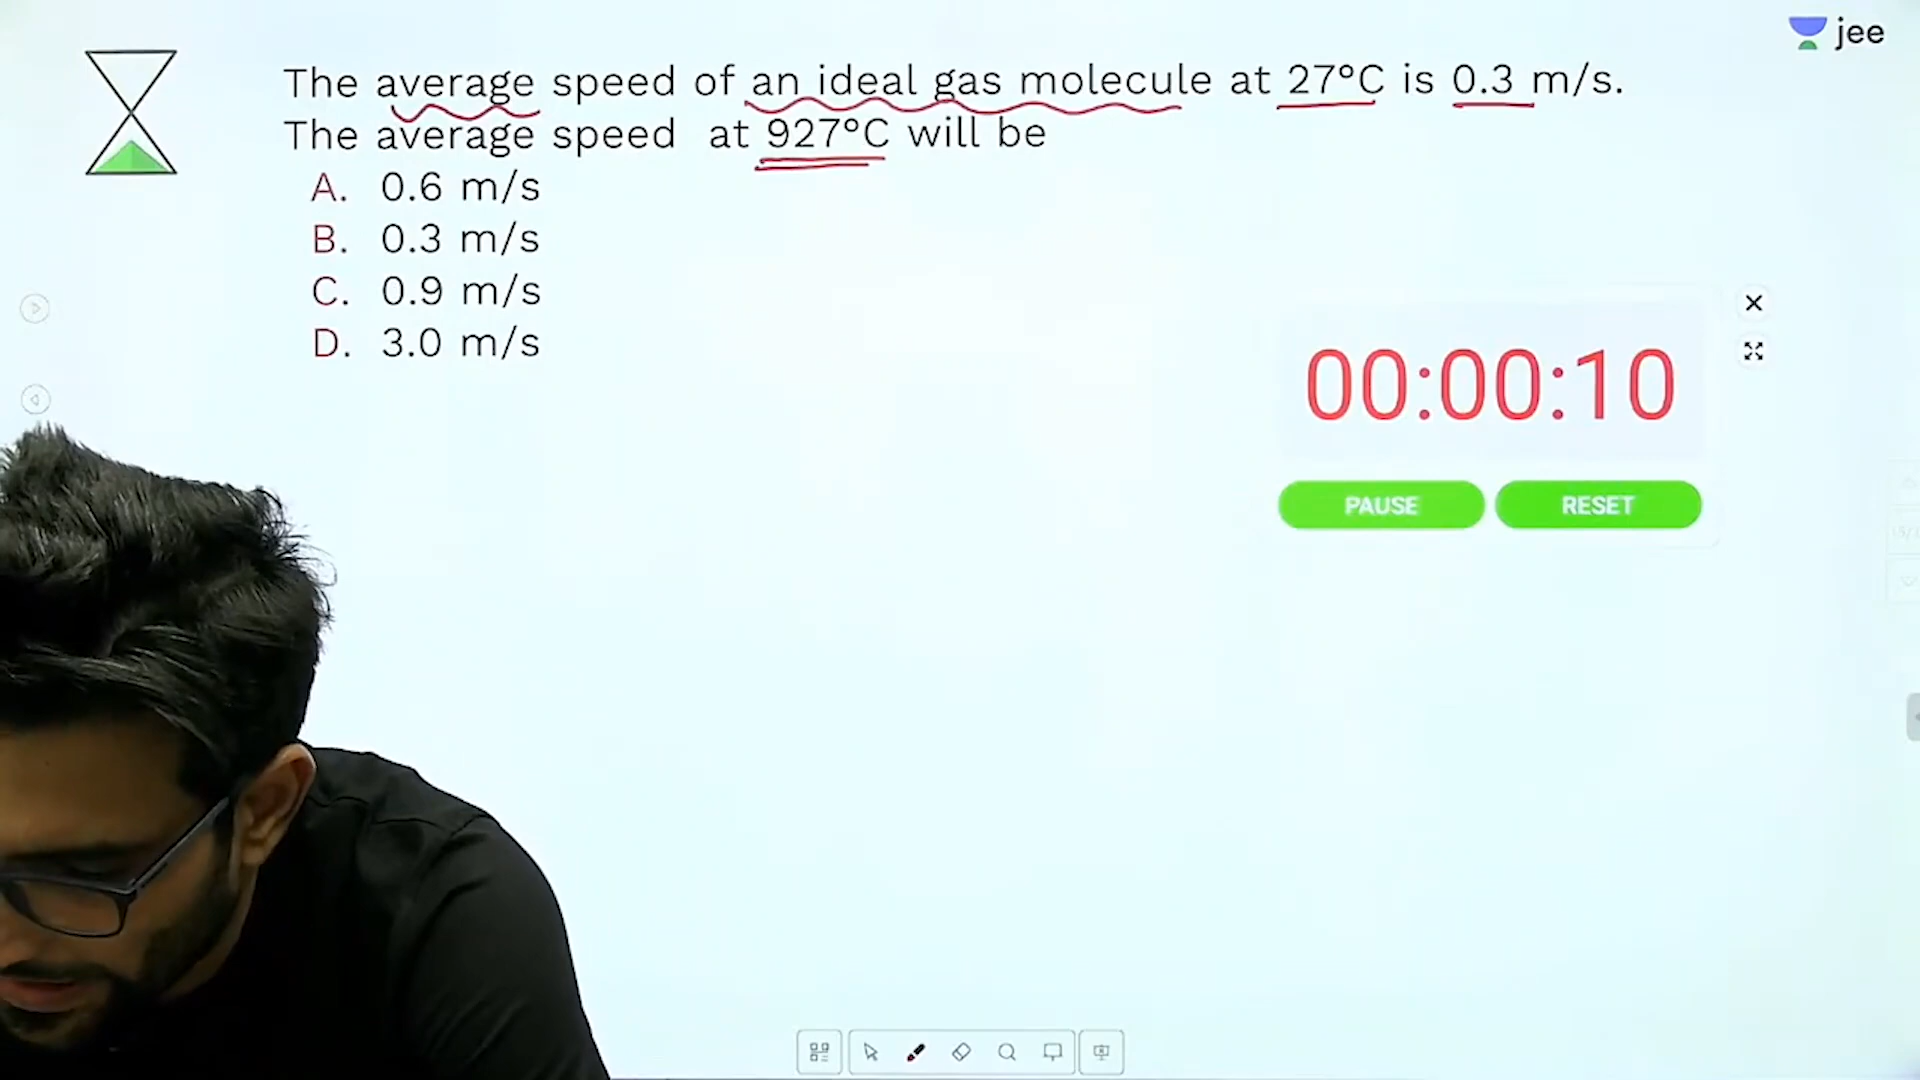 jee
The average speed of an ideal gas molecule at 27°C is 0.3 m/s.
The average speed at 927°C will be
A. 0.6 m/s
B. 0.3 m/s
C. 0.9 m/s
D. 3.0 m/s
00:00:10
PAUSE RESET